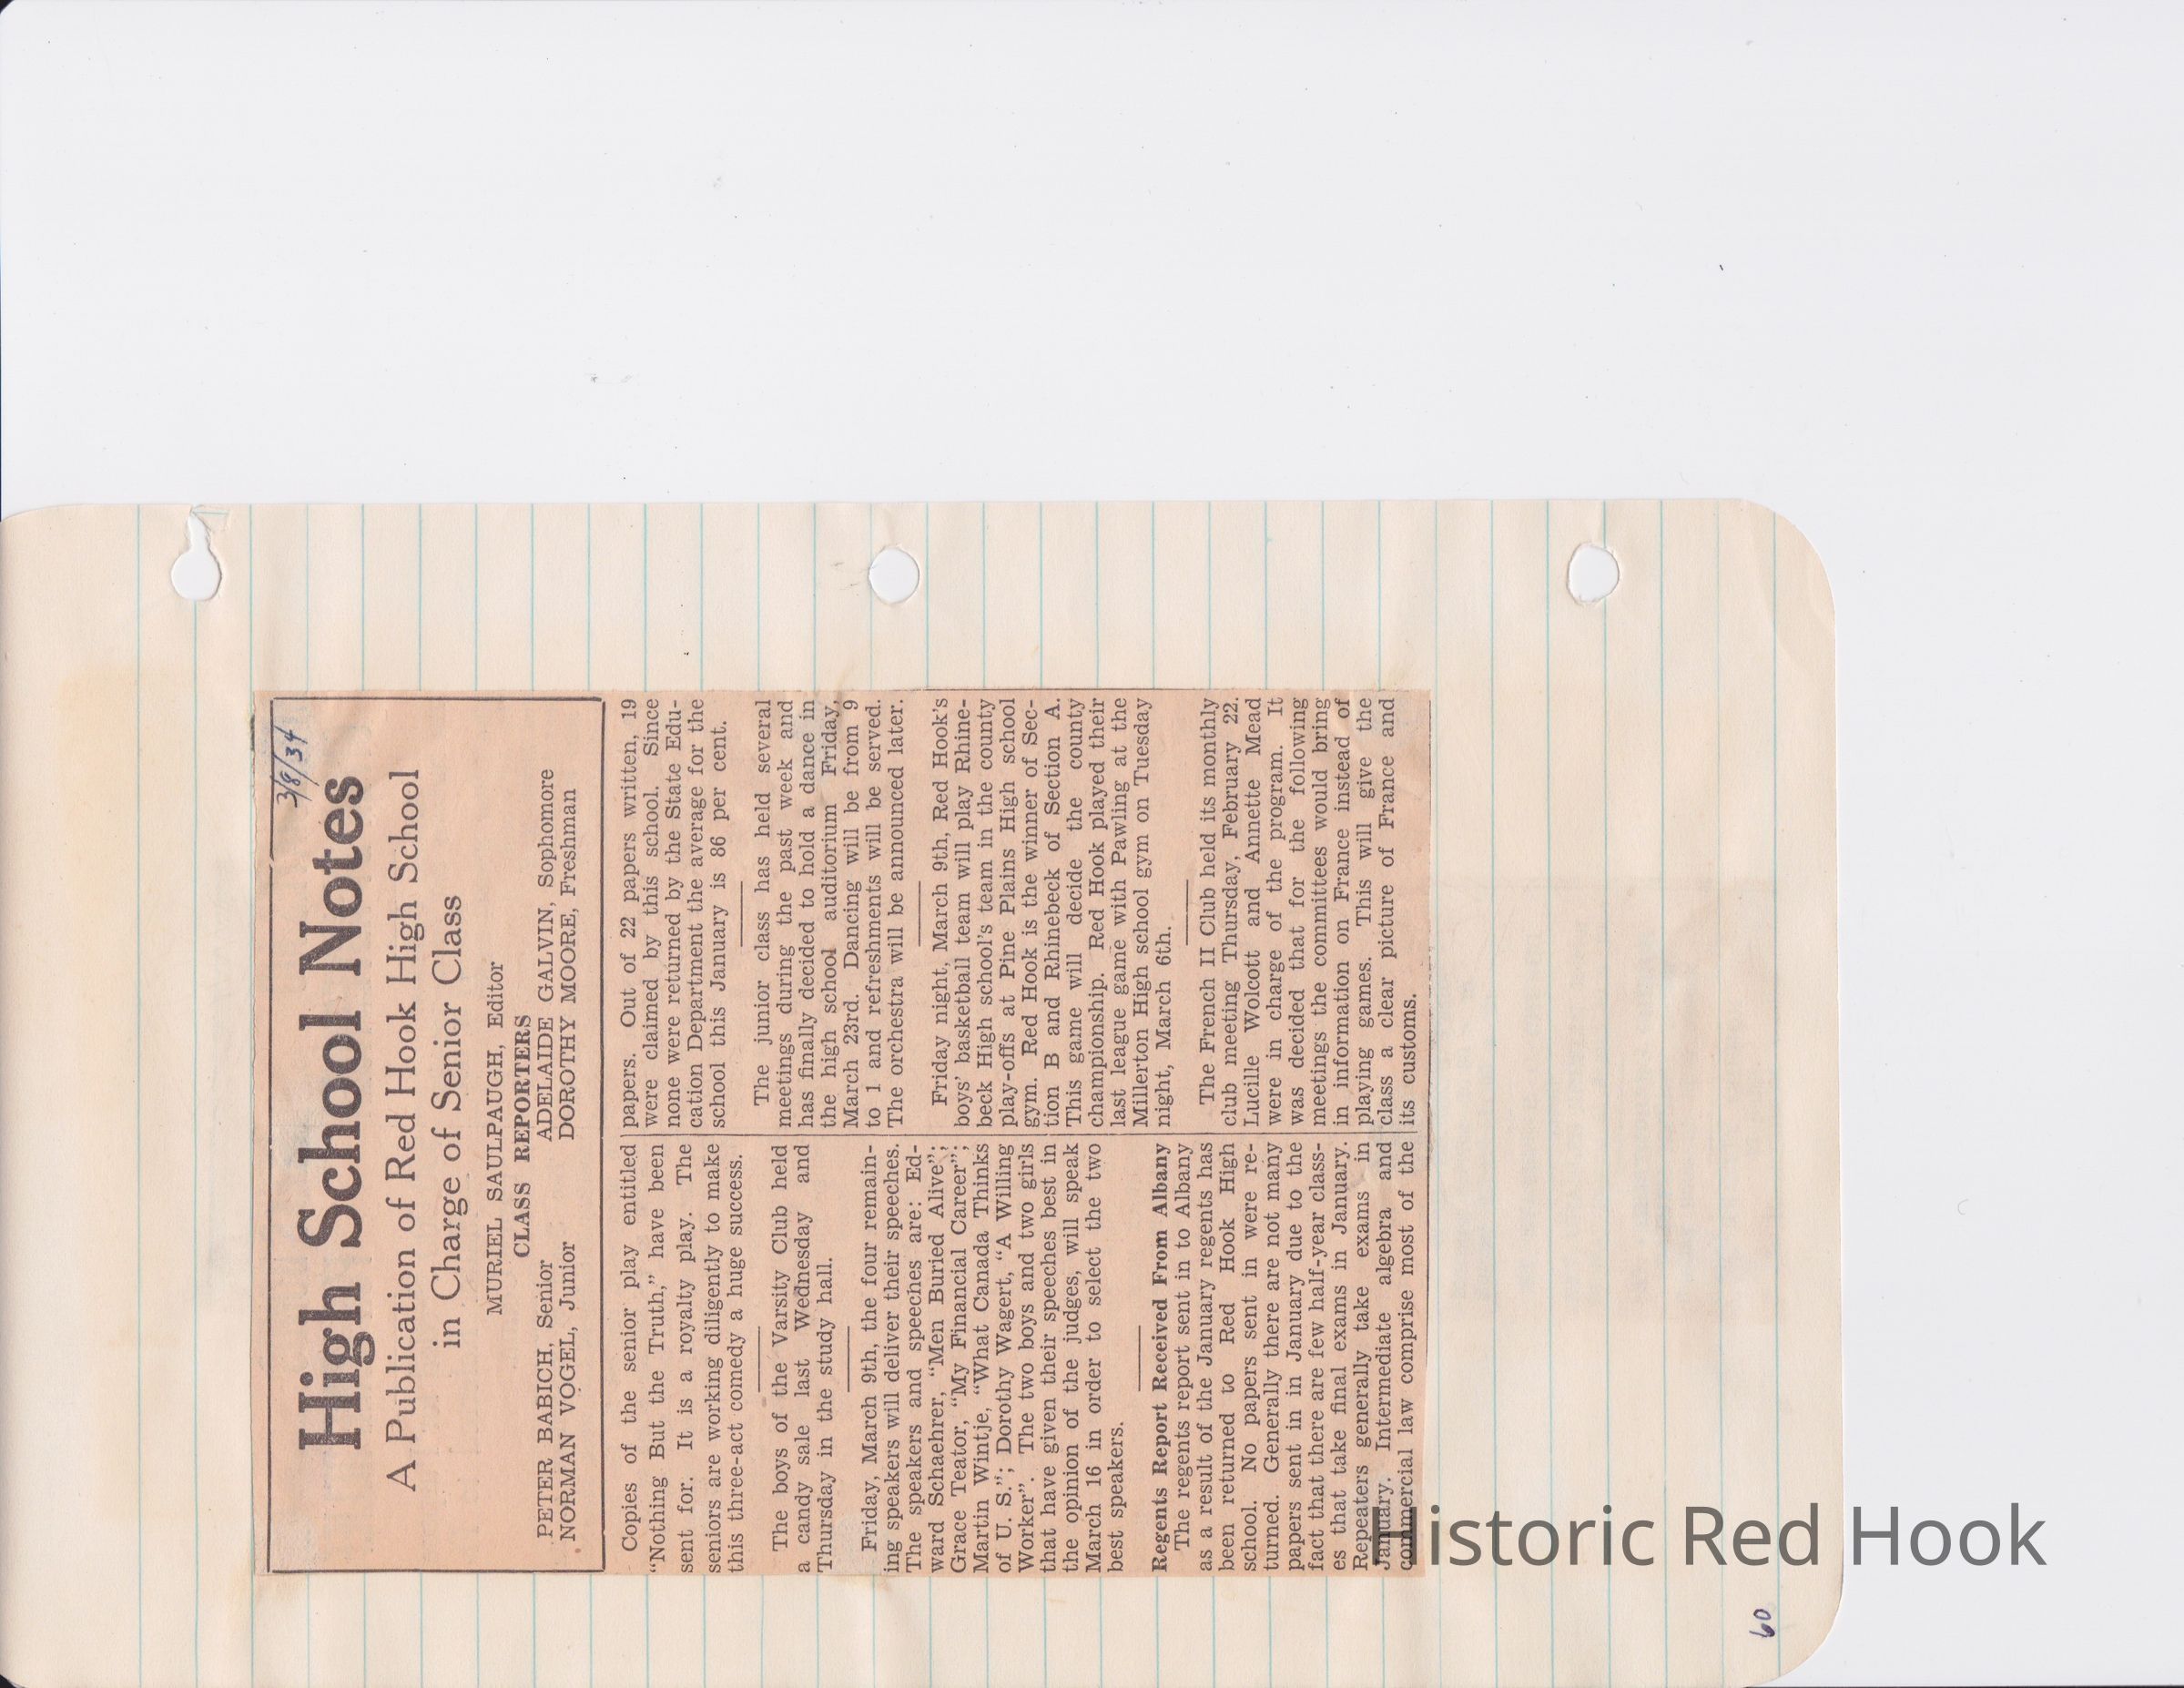 3/8/34
High School Notes
A Publication of Red Hook High School
in Charge of Senior Class
MURIEL SAULPAUGH, Editor
CLASS REPORTERS
PETER BABICH, Senior ADELAIDE GALVIN, Sophomore
NORMAN VOGEL, Junior DOROTHY MOORE, Freshman
Copies of the senior play entitled
"Nothing But the Truth," have been
sent for. It is a royalty play. The
seniors are working diligently to make
this three-act comedy a huge success.
The boys of the Varsity Club held
a candy sale last Wednesday and
Thursday in the study hall.
Friday, March 9th, the four remain-
ing speakers will deliver their speeches.
The speakers and speeches are: Ed-
ward Schaehrer, "Men Buried Alive";
Grace Teator, "My Financial Career";
Martin Wintje, "What Canada Thinks
of U. S."; Dorothy Wagert, "A Willing
Worker". The two boys and two girls
that have given their speeches best in
the opinion of the judges, will speak
March 16 in order to select the two
best speakers.
Regents Report Received From Albany
The regents report sent in to Albany
as a result of the January regents has
been returned to Red Hook High
school. No papers sent in were re-
turned. Generally there are not many
papers sent in January due to the
fact that there are few half-year class-
es that take final exams in January.
Repeaters generally take exams in
January. Intermediate algebra and
commercial law comprise most of the
papers. Out of 22 papers written, 19
were claimed by this school. Since
none were returned by the State Edu-
cation Department the average for the
school this January is 86 per cent.
The junior class has held several
meetings during the past week and
has finally decided to hold a dance in
the high school auditorium Friday,
March 23rd. Dancing will be from 9
to 1 and refreshments will be served.
The orchestra will be announced later.
Friday night, March 9th, Red Hook's
boys' basketball team will play Rhine-
beck High school's team in the county
play-offs at Pine Plains High school
gym. Red Hook is the winner of Sec-
tion B and Rhinebeck of Section A.
This game will decide the county
championship. Red Hook played their
last league game with Pawling at the
Millerton High school gym on Tuesday
night, March 6th.
The French II Club held its monthly
club meeting Thursday, February 22.
Lucille Wolcott and Annette Mead
were in charge of the program. It
was decided that for the following
meetings the committees would bring
in information on France instead of
playing games. This will give the
class a clear picture of France and
its customs.
60
Historic Red Hook